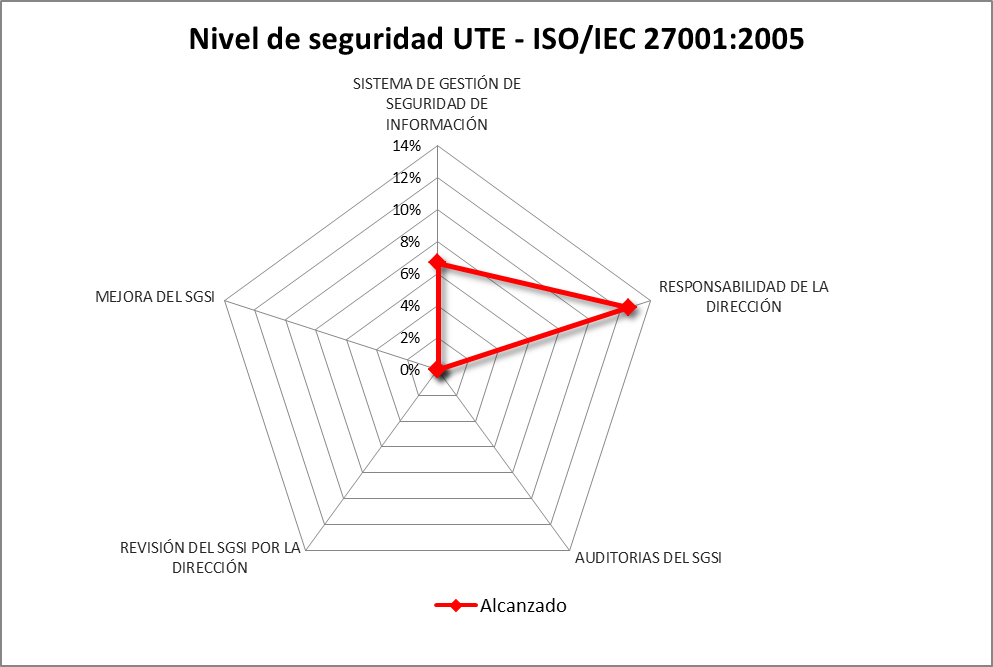 Nivel de seguridad UTE - ISO/IEC 27001:2005
SISTEMA DE GESTIÓN DE
SEGURIDAD DE
INFORMACIÓN
14%
12%
10%
8%
6%
4%
2%
0%
RESPONSABILIDAD DE LA
DIRECCIÓN
MEJORA DEL SGSI
REVISIÓN DEL SGSI POR LA
DIRECCIÓN
AUDITORIAS DEL SGSI
Alcanzado